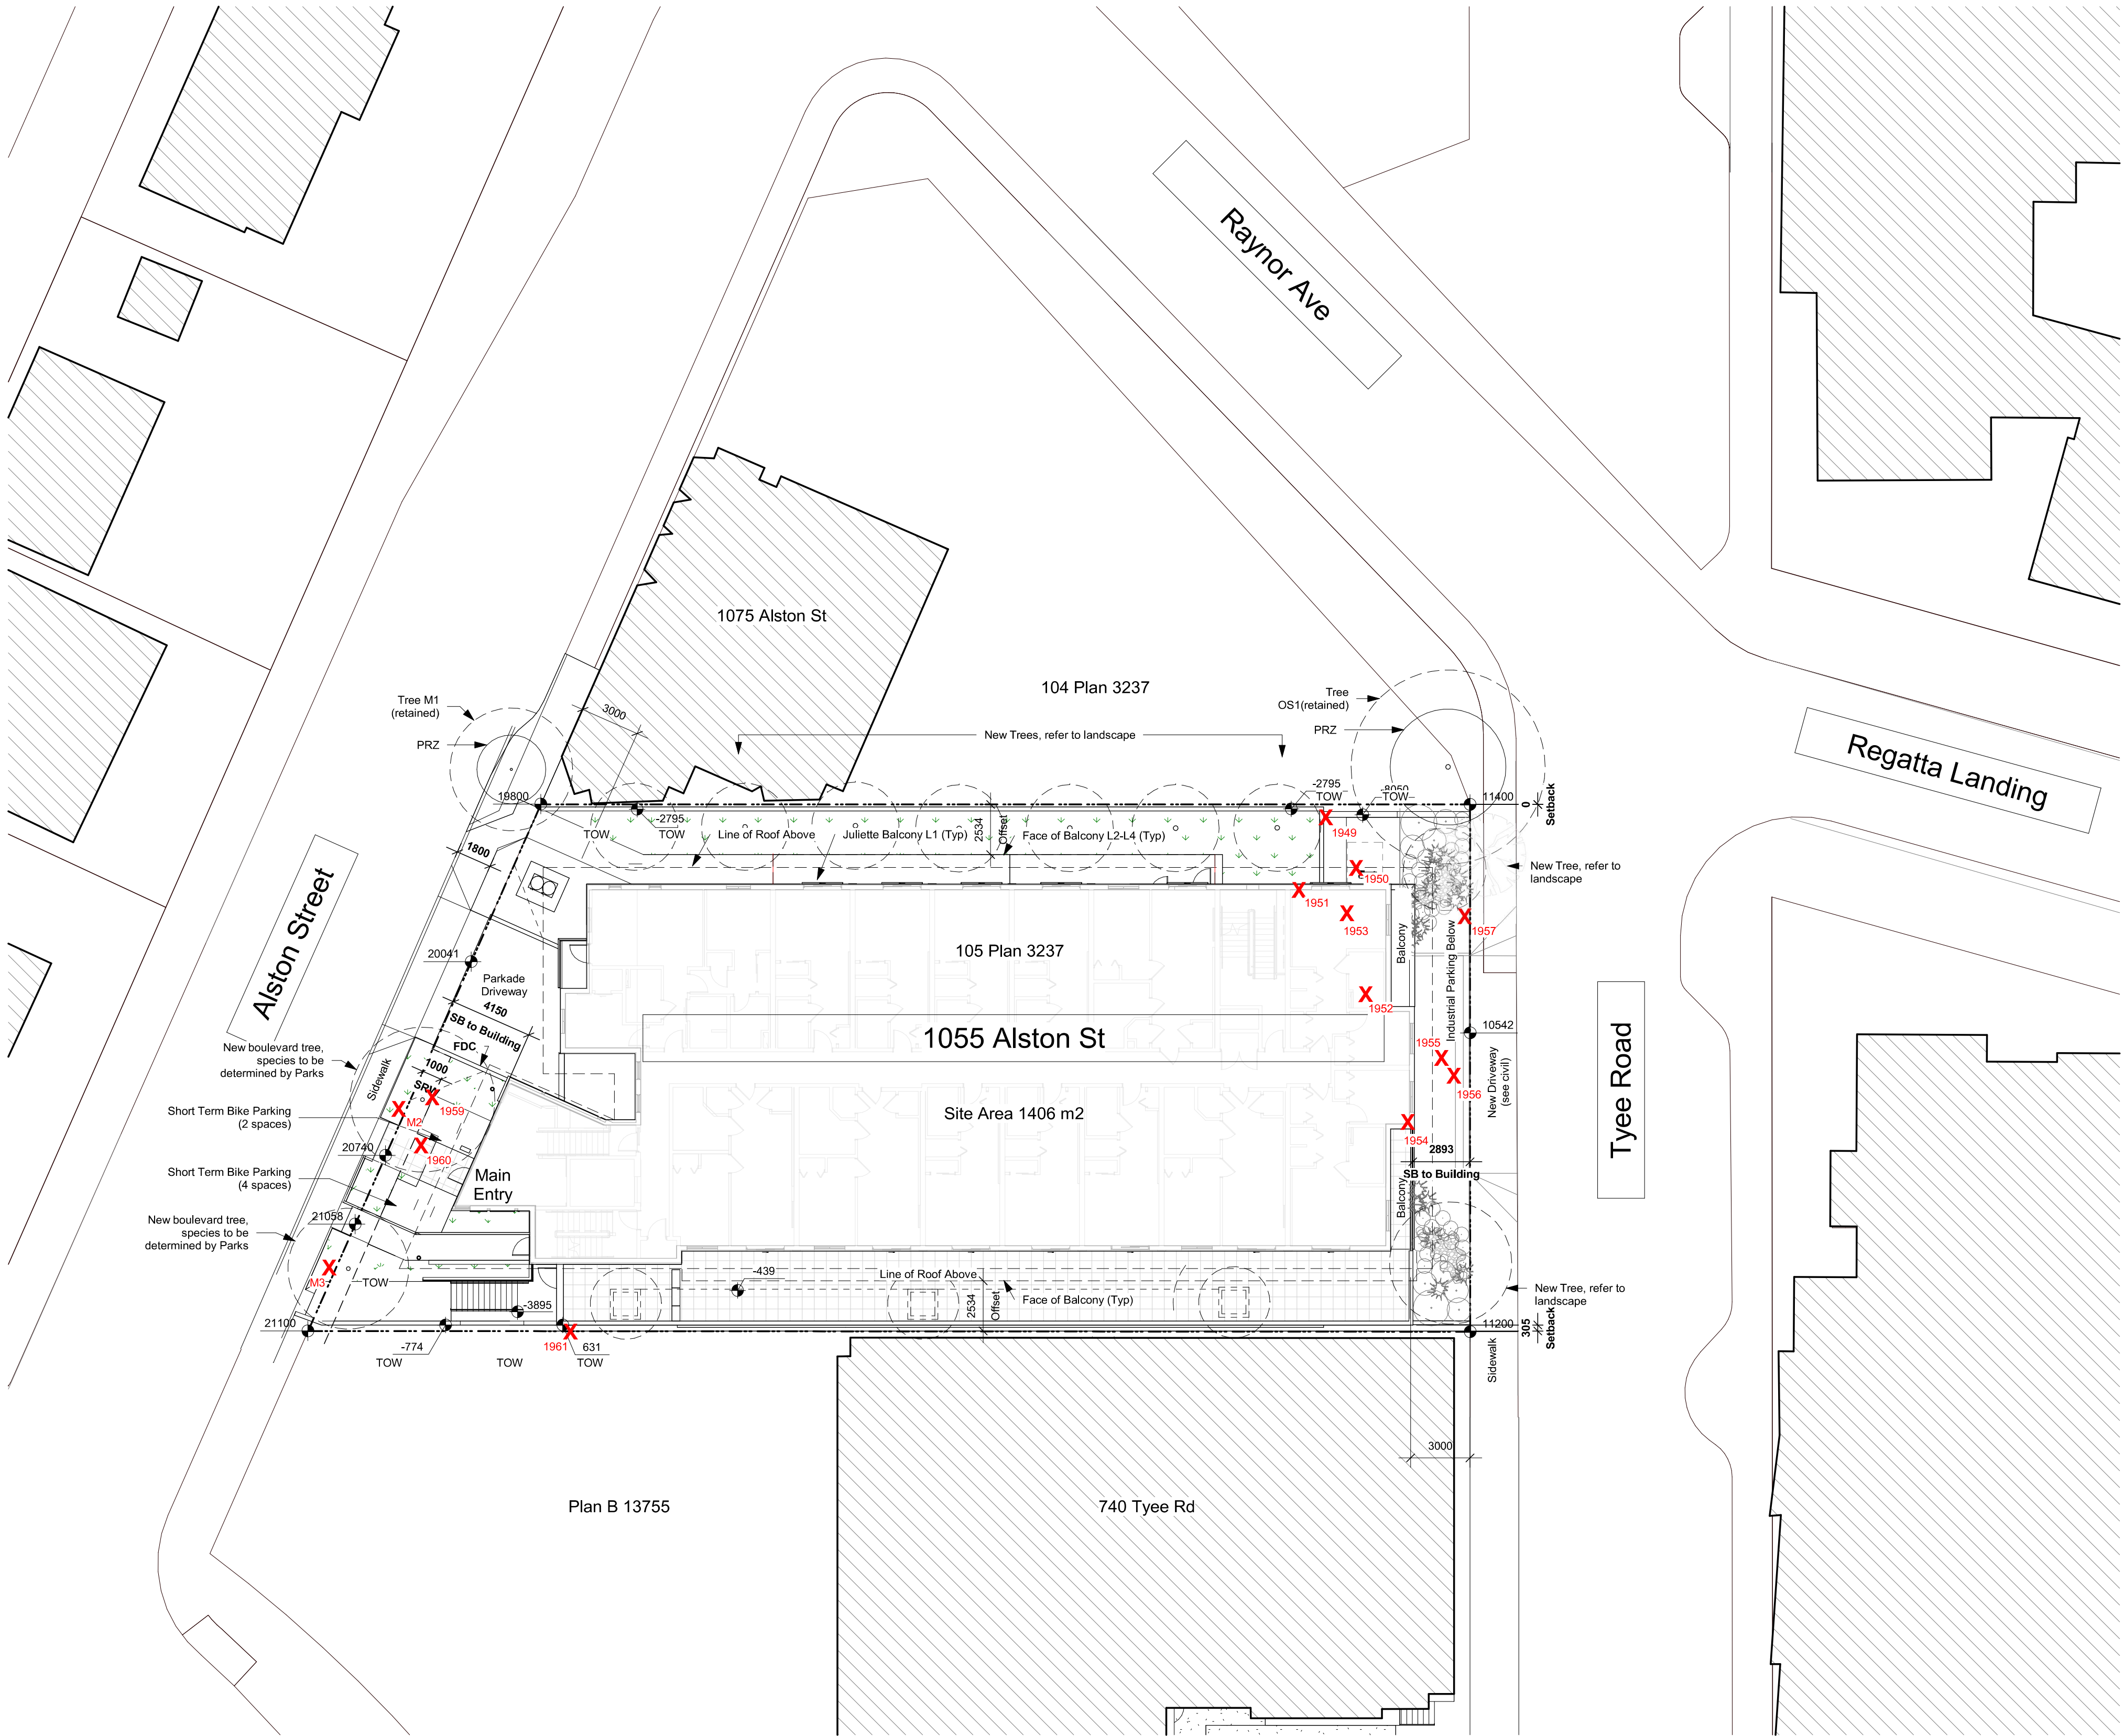 Raynor Ave
1075 Alston St
104 Plan 3237
Tree M1
(retained)
PRZ
3000
Tree
OS1(retained)
PRZ
New Trees, refer to landscape
Regatta Landing
19800
-2795
TOW
TOW
-2795
TOW
-8050
TOW
11400
0
Setback
Line of Roof Above
Juliette Balcony L1 (Typ)
2534
Offset
Face of Balcony L2-L4 (Typ)
1949
1800
New Tree, refer to
landscape
1950
1951
1953
1957
Alston Street
105 Plan 3237
Balcony
Industrial Parking Below
20041
Parkade
Driveway
4150
SB to Building
FDC
1952
1055 Alston St
10542
New Driveway
(see civil)
Tyee Road
1955
1956
New boulevard tree,
species to be
determined by Parks
Sidewalk
1000
SRW
1959
M2
Short Term Bike Parking
(2 spaces)
Site Area 1406 m2
1954
20740
1960
2893
SB to Building
Short Term Bike Parking
(4 spaces)
Main
Entry
Balcony
New boulevard tree,
species to be
determined by Parks
21058
M3
TOW
-439
Line of Roof Above
2534
Offset
Face of Balcony (Typ)
New Tree, refer to
landscape
-3895
21100
11200
305
Setback
-774
TOW
TOW
1961
631
TOW
Sidewalk
3000
Plan B 13755
740 Tyee Rd